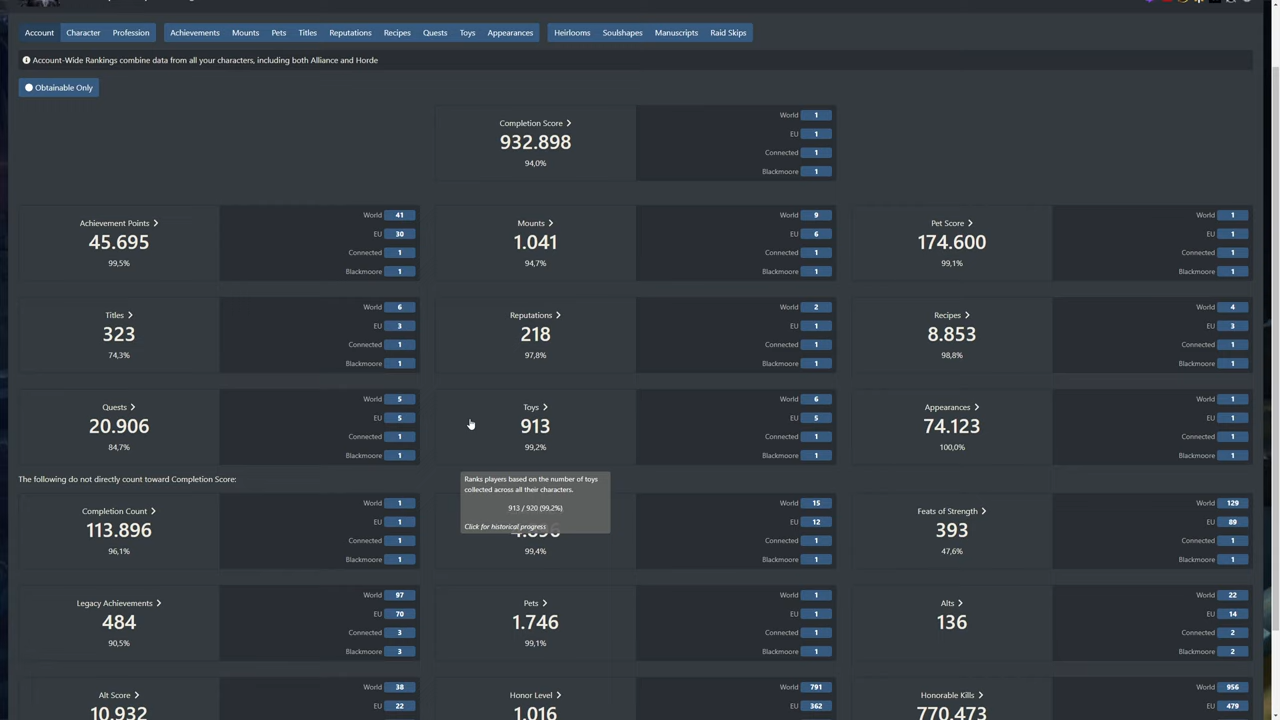 Account Character Profession Achievements Mounts Pets Titles Reputations Recipes Quests Toys Appearances Heirlooms Soulshapes Manuscripts Raid Skips
Account-Wide Rankings combine data from all your characters, including both Alliance and Horde
Obtainable Only
Completion Score
932.898
94,0%
World 1
EU 1
Connected 1
Blackmoore 1
Achievement Points
45.695
99,5%
World 41
EU 30
Connected 1
Blackmoore 1
Mounts
1.041
94,7%
World 9
EU 6
Connected 1
Blackmoore 1
Pet Score
174.600
99,1%
World 1
EU 1
Connected 1
Blackmoore 1
Titles
323
74,3%
World 6
EU 3
Connected 1
Blackmoore 1
Reputations
218
97,8%
World 2
EU 1
Connected 1
Blackmoore 1
Recipes
8.853
98,8%
World 4
EU 3
Connected 1
Blackmoore 1
Quests
20.906
84,7%
World 5
EU 5
Connected 1
Blackmoore 1
Toys
913
99,2%
World 6
EU 5
Connected 1
Blackmoore 1
Appearances
74.123
100,0%
World 1
EU 1
Connected 1
Blackmoore 1
The following do not directly count toward Completion Score:
Completion Count
113.896
96,1%
World 1
EU 1
Connected 1
Blackmoore 1
Ranks players based on the number of toys
collected across all their characters.
913 / 920 (99,2%)
Click for historical progress
99,4%
World 15
EU 12
Connected 1
Blackmoore 1
Feats of Strength
393
47,6%
World 129
EU 89
Connected 1
Blackmoore 1
Legacy Achievements
484
90,5%
World 97
EU 70
Connected 3
Blackmoore 3
Pets
1.746
99,1%
World 1
EU 1
Connected 1
Blackmoore 1
Alts
136
World 22
EU 14
Connected 2
Blackmoore 2
Alt Score
10.932
World 38
EU 22
Honor Level
1.016
World 791
EU 362
Honorable Kills
770.473
World 956
EU 479